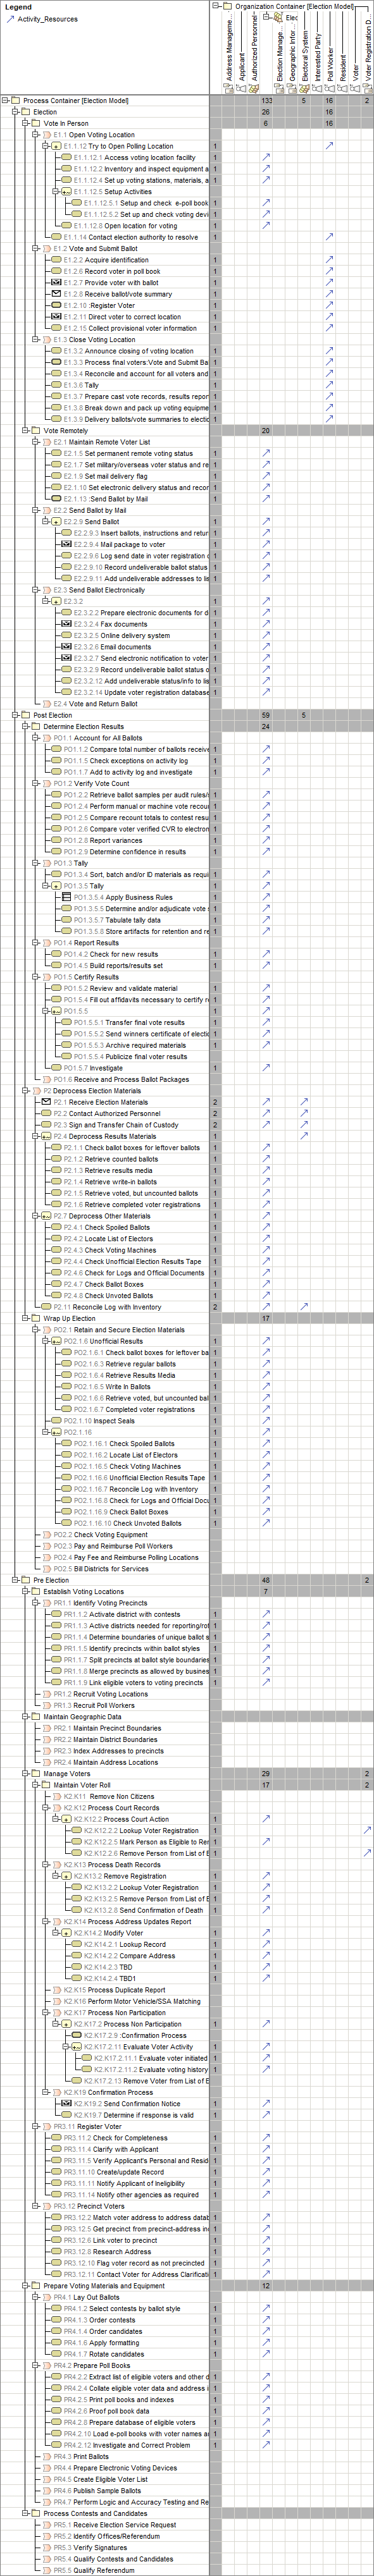 Legend
Activity_Resources
Organization Container [Election Model]
Elec
Address Manageme...
Applicant
Authorized Personnel
Election Manage...
Geographic Infor...
Electoral System
Interested Party
Poll Worker
Resident
Voter
Voter Registration D...
Process Container [Election Model] 133 5 16 2
Election 26 16
Vote In Person 6 16
E1.1 Open Voting Location
E1.1.12 Try to Open Polling Location 1
E1.1.12.1 Access voting location facility 1
E1.1.12.2 Inventory and inspect equipment a 1
E1.1.12.4 Set up voting stations, materials, a 1
E1.1.12.5 Setup Activities 1
E1.1.12.5.1 Setup and check e-poll book 1
E1.1.12.5.2 Set up and check voting devi 1
E1.1.12.8 Open location for voting 1
E1.1.14 Contact election authority to resolve 1
E1.2 Vote and Submit Ballot
E1.2.2 Acquire identification 1
E1.2.6 Record voter in poll book 1
E1.2.7 Provide voter with ballot 1
E1.2.8 Receive ballot/vote summary 1
E1.2.10 :Register Voter 1
E1.2.11 Direct voter to correct location 1
E1.2.15 Collect provisional voter information 1
E1.3 Close Voting Location
E1.3.2 Announce closing of voting location 1
E1.3.3 Process final voters:Vote and Submit Ba 1
E1.3.4 Reconcile and account for all voters and 1
E1.3.6 Tally 1
E1.3.7 Prepare cast vote records, results repor 1
E1.3.8 Break down and pack up voting equipme 1
E1.3.9 Delivery ballots/vote summaries to electio 1
Vote Remotely 20
E2.1 Maintain Remote Voter List
E2.1.5 Set permanent remote voting status 1
E2.1.7 Set military/overseas voter status and re 1
E2.1.9 Set mail delivery flag 1
E2.1.10 Set electronic delivery status and recor 1
E2.1.13 :Send Ballot by Mail 1
E2.2 Send Ballot by Mail
E2.2.9 Send Ballot 1
E2.2.9.3 Insert ballots, instructions and retur 1
E2.2.9.4 Mail package to voter 1
E2.2.9.6 Log send date in voter registration d 1
E2.2.9.10 Record undeliverable ballot status 1
E2.2.9.11 Add undeliverable addresses to lis 1
E2.3 Send Ballot Electronically
E2.3.2 1
E2.3.2.2 Prepare electronic documents for d 1
E2.3.2.4 Fax documents 1
E2.3.2.5 Online delivery system 1
E2.3.2.6 Email documents 1
E2.3.2.7 Send electronic notification to voter 1
E2.3.2.9 Record undeliverable ballot status o 1
E2.3.2.12 Add undeliverable status/info to lis 1
E2.3.2.14 Update voter registration database 1
E2.4 Vote and Return Ballot
Post Election 59 5
Determine Election Results 24
PO1.1 Account for All Ballots
PO1.1.2 Compare total number of ballots receive 1
PO1.1.5 Check exceptions on activity log 1
PO1.1.7 Add to activity log and investigate 1
PO1.2 Verify Vote Count
PO1.2.2 Retrieve ballot samples per audit rules/r 1
PO1.2.4 Perform manual or machine vote recou 1
PO1.2.5 Compare recount totals to contest resu 1
PO1.2.6 Compare voter verified CVR to electron 1
PO1.2.8 Report variances 1
PO1.2.9 Determine confidence in results 1
PO1.3 Tally
PO1.3.4 Sort, batch and/or ID materials as requi 1
PO1.3.5 Tally 1
PO1.3.5.4 Apply Business Rules 1
PO1.3.5.5 Determine and/or adjudicate vote s 1
PO1.3.5.7 Tabulate tally data 1
PO1.3.5.8 Store artifacts for retention and re 1
PO1.4 Report Results
PO1.4.2 Check for new results 1
PO1.4.5 Build reports/results set 1
PO1.5 Certify Results
PO1.5.2 Review and validate material 1
PO1.5.4 Fill out affidavits necessary to certify r 1
PO1.5.5 1
PO1.5.5.1 Transfer final vote results 1
PO1.5.5.2 Send winners certificate of electio 1
PO1.5.5.3 Archive required materials 1
PO1.5.5.4 Publicize final voter results 1
PO1.5.7 Investigate 1
PO1.6 Receive and Process Ballot Packages
P2 Deprocess Election Materials
P2.1 Receive Election Materials 2
P2.2 Contact Authorized Personnel 2
P2.3 Sign and Transfer Chain of Custody 2
P2.4 Deprocess Results Materials 1
P2.1.1 Check ballot boxes for leftover ballots 1
P2.1.2 Retrieve counted ballots 1
P2.1.3 Retrieve results media 1
P2.1.4 Retrieve write-in ballots 1
P2.1.5 Retrieve voted, but uncounted ballots 1
P2.1.6 Retrieve completed voter registrations 1
P2.7 Deprocess Other Materials 1
P2.4.1 Check Spoiled Ballots 1
P2.4.2 Locate List of Electors 1
P2.4.3 Check Voting Machines 1
P2.4.4 Check Unofficial Election Results Tape 1
P2.4.6 Check for Logs and Official Documents 1
P2.4.7 Check Ballot Boxes 1
P2.4.8 Check Unvoted Ballots 1
P2.11 Reconcile Log with Inventory 2
Wrap Up Election 17
PO2.1 Retain and Secure Election Materials
PO2.1.6 Unofficial Results 1
PO2.1.6.1 Check ballot boxes for leftover ba 1
PO2.1.6.3 Retrieve regular ballots 1
PO2.1.6.4 Retrieve Results Media 1
PO2.1.6.5 Write In Ballots 1
PO2.1.6.6 Retrieve voted, but uncounted bal 1
PO2.1.6.7 Completed voter registrations 1
PO2.1.10 Inspect Seals 1
PO2.1.16 1
PO2.1.16.1 Check Spoiled Ballots 1
PO2.1.16.2 Locate List of Electors 1
PO2.1.16.5 Check Voting Machines 1
PO2.1.16.6 Unofficial Election Results Tape 1
PO2.1.16.7 Reconcile Log with Inventory 1
PO2.1.16.8 Check for Logs and Official Docu 1
PO2.1.16.9 Check Ballot Boxes 1
PO2.1.16.10 Check Unvoted Ballots 1
PO2.2 Check Voting Equipment
PO2.3 Pay and Reimburse Poll Workers
PO2.4 Pay Fee and Reimburse Polling Locations
PO2.5 Bill Districts for Services
Pre Election 48 2
Establish Voting Locations 7
PR1.1 Identify Voting Precincts
PR1.1.2 Activate district with contests 1
PR1.1.3 Active districts needed for reporting/rot 1
PR1.1.4 Determine boundaries of unique ballot s 1
PR1.1.5 Identify precincts within ballot styles 1
PR1.1.7 Split precincts at ballot style boundaries 1
PR1.1.8 Merge precincts as allowed by busines 1
PR1.1.9 Link eligible voters to voting precincts 1
PR1.2 Recruit Voting Locations
PR1.3 Recruit Poll Workers
Maintain Geographic Data
PR2.1 Maintain Precinct Boundaries
PR2.2 Maintain District Boundaries
PR2.3 Index Addresses to precincts
PR2.4 Maintain Address Locations
Manage Voters 29 2
Maintain Voter Roll 17 2
K2.K11 Remove Non Citizens
K2.K12 Process Court Records
K2.K12.2 Process Court Action 1
K2.K12.2.2 Lookup Voter Registration 1
K2.K12.2.5 Mark Person as Eligible to Rer 1
K2.K12.2.6 Remove Person from List of E 1
K2.K13 Process Death Records
K2.K13.2 Remove Registration 1
K2.K13.2.3 Lookup Voter Registration 1
K2.K13.2.5 Remove Person from List of E 1
K2.K13.2.8 Send Confirmation of Death 1
K2.K14 Process Address Updates Report
K2.K14.2 Modify Voter 1
K2.K14.2.1 Lookup Record 1
K2.K14.2.2 Compare Address 1
K2.K14.2.3 TBD 1
K2.K14.2.4 TBD1 1
K2.K15 Process Duplicate Report
K2.K16 Perform Motor Vehicle/SSA Matching
K2.K17 Process Non Participation
K2.K17.2 Process Non Participation 1
K2.K17.2.9 :Confirmation Process
K2.K17.2.11 Evaluate Voter Activity 1
K2.K17.2.11.1 Evaluate voter initiated 1
K2.K17.2.11.2 Evaluate voting history 1
K2.K17.2.13 Remove Voter from List of E 1
K2.K19 Confirmation Process
K2.K19.2 Send Confirmation Notice 1
K2.K19.7 Determine if response is valid 1
PR3.11 Register Voter
PR3.11.2 Check for Completeness 1
PR3.11.4 Clarify with Applicant 1
PR3.11.5 Verify Applicant's Personal and Resid 1
PR3.11.10 Create/update Record 1
PR3.11.11 Notify Applicant of Ineligibility 1
PR3.11.14 Notify other agencies as required 1
PR3.12 Precinct Voters
PR3.12.2 Match voter address to address datab 1
PR3.12.5 Get precinct from precinct-address in 1
PR3.12.6 Link voter to precinct 1
PR3.12.8 Research Address 1
PR3.12.10 Flag voter record as not precincted 1
PR3.12.11 Contact Voter for Address Clarificati 1
Prepare Voting Materials and Equipment 12
PR4.1 Lay Out Ballots
PR4.1.2 Select contests by ballot style 1
PR4.1.3 Order contests 1
PR4.1.4 Order candidates 1
PR4.1.6 Apply formatting 1
PR4.1.7 Rotate candidates 1
PR4.2 Prepare Poll Books
PR4.2.2 Extract list of eligible voters and other d 1
PR4.2.4 Collate eligible voter data and address i 1
PR4.2.5 Print poll books and indexes 1
PR4.2.6 Proof poll book data 1
PR4.2.8 Prepare database of eligible voters 1
PR4.2.10 Load e-poll books with voter names ar 1
PR4.2.12 Investigate and Correct Problem 1
PR4.3 Print Ballots
PR4.4 Prepare Electronic Voting Devices
PR4.5 Create Eligible Voter List
PR4.6 Publish Sample Ballots
PR4.7 Perform Logic and Accuracy Testing and Re
Process Contests and Candidates
PR5.1 Receive Election Service Request
PR5.2 Identify Offices/Referendum
PR5.3 Verify Signatures
PR5.4 Qualify Contests and Candidates
PR5.5 Qualify Referendum